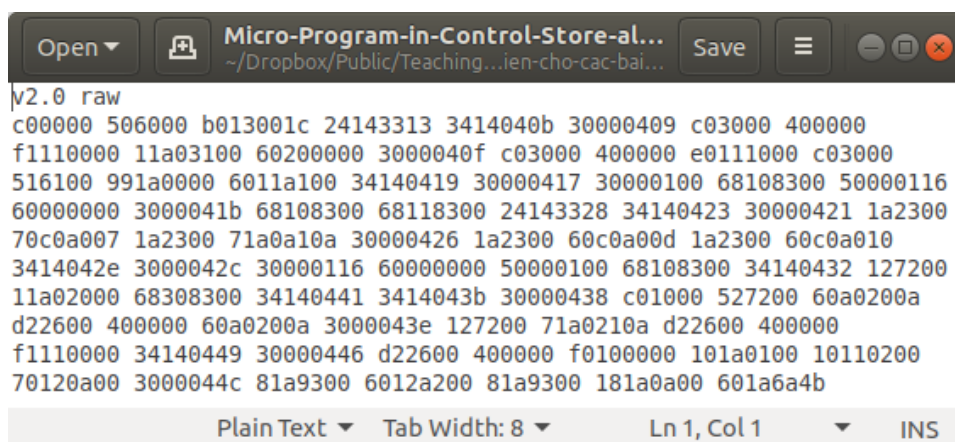 Open
Micro-Program-in-Control-Store-al...
~/Dropbox/Public/Teaching...ien-cho-cac-bai...
Save
v2.0 raw
c00000 506000 b013001c 24143313 3414040b 30000409 c03000 400000
f1110000 11a03100 60200000 3000040f c03000 400000 e0111000 c03000
516100 991a0000 6011a100 34140419 30000417 30000100 68108300 50000116
60000000 3000041b 68108300 68118300 24143328 34140423 30000421 1a2300
70c0a007 1a2300 71a0a10a 30000426 1a2300 60c0a00d 1a2300 60c0a010
3414042e 3000042c 30000116 60000000 50000100 68108300 34140432 127200
11a02000 68308300 34140441 3414043b 30000438 c01000 527200 60a0200a
d22600 400000 60a0200a 3000043e 127200 71a0210a d22600 400000
f1110000 34140449 30000446 d22600 400000 f0100000 101a0100 10110200
70120a00 3000044c 81a9300 6012a200 81a9300 181a0a00 601a6a4b
Plain Text Tab Width: 8 Ln 1, Col 1 INS